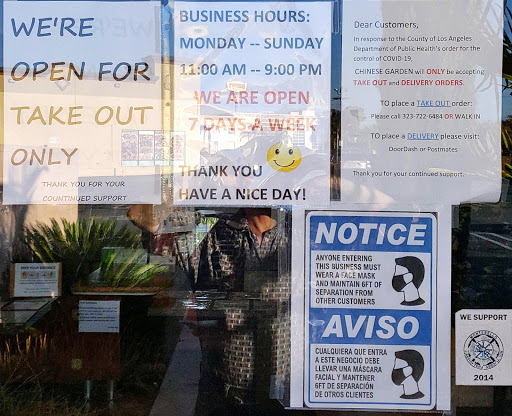 WE'RE
OPEN FOR
TAKE OUT
ONLY
THANK YOU FOR YOUR
COUNTINUED SUPPORT
BUSINESS HOURS:
MONDAY -- SUNDAY
11:00 AM -- 9:00 PM
WE ARE OPEN
7 DAYS A WEEK
THANK YOU
HAVE A NICE DAY!
Dear Customers,
In response to the County of Los Angeles
Department of Public Health's order for the
control of COVID-19,
CHINESE GARDEN will ONLY be accepting
TAKE OUT and DELIVERY ORDERS.
TO place a TAKE OUT order:
Please call 323-722-6484 OR WALK IN
TO place a DELIVERY please visit:
DoorDash or Postmates
Thank you for your continued support.
NOTICE
ANYONE ENTERING
THIS BUSINESS MUST
WEAR A FACE MASK
AND MAINTAIN 6FT OF
SEPARATION FROM
OTHER CUSTOMERS
AVISO
CUALQUIERA QUE ENTRA
A ESTE NEGOCIO DEBE
LLEVAR UNA MÁSCARA
FACIAL Y MANTENER
6FT DE SEPARACIÓN
DE OTROS CLIENTES
WE SUPPORT
2014